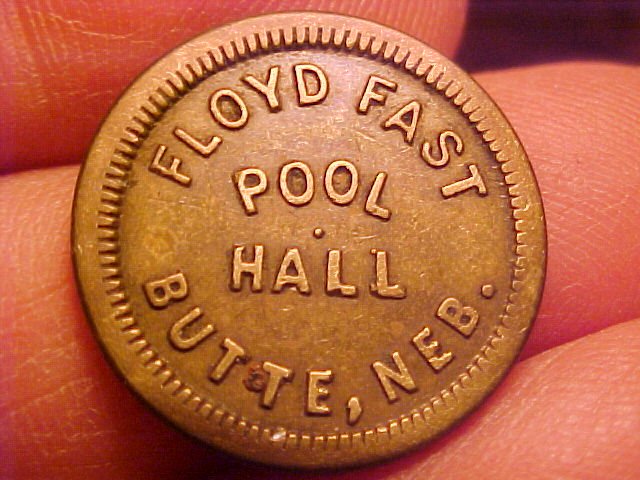 FLOYD FAST
POOL
HALL
BUTTE, NEB.